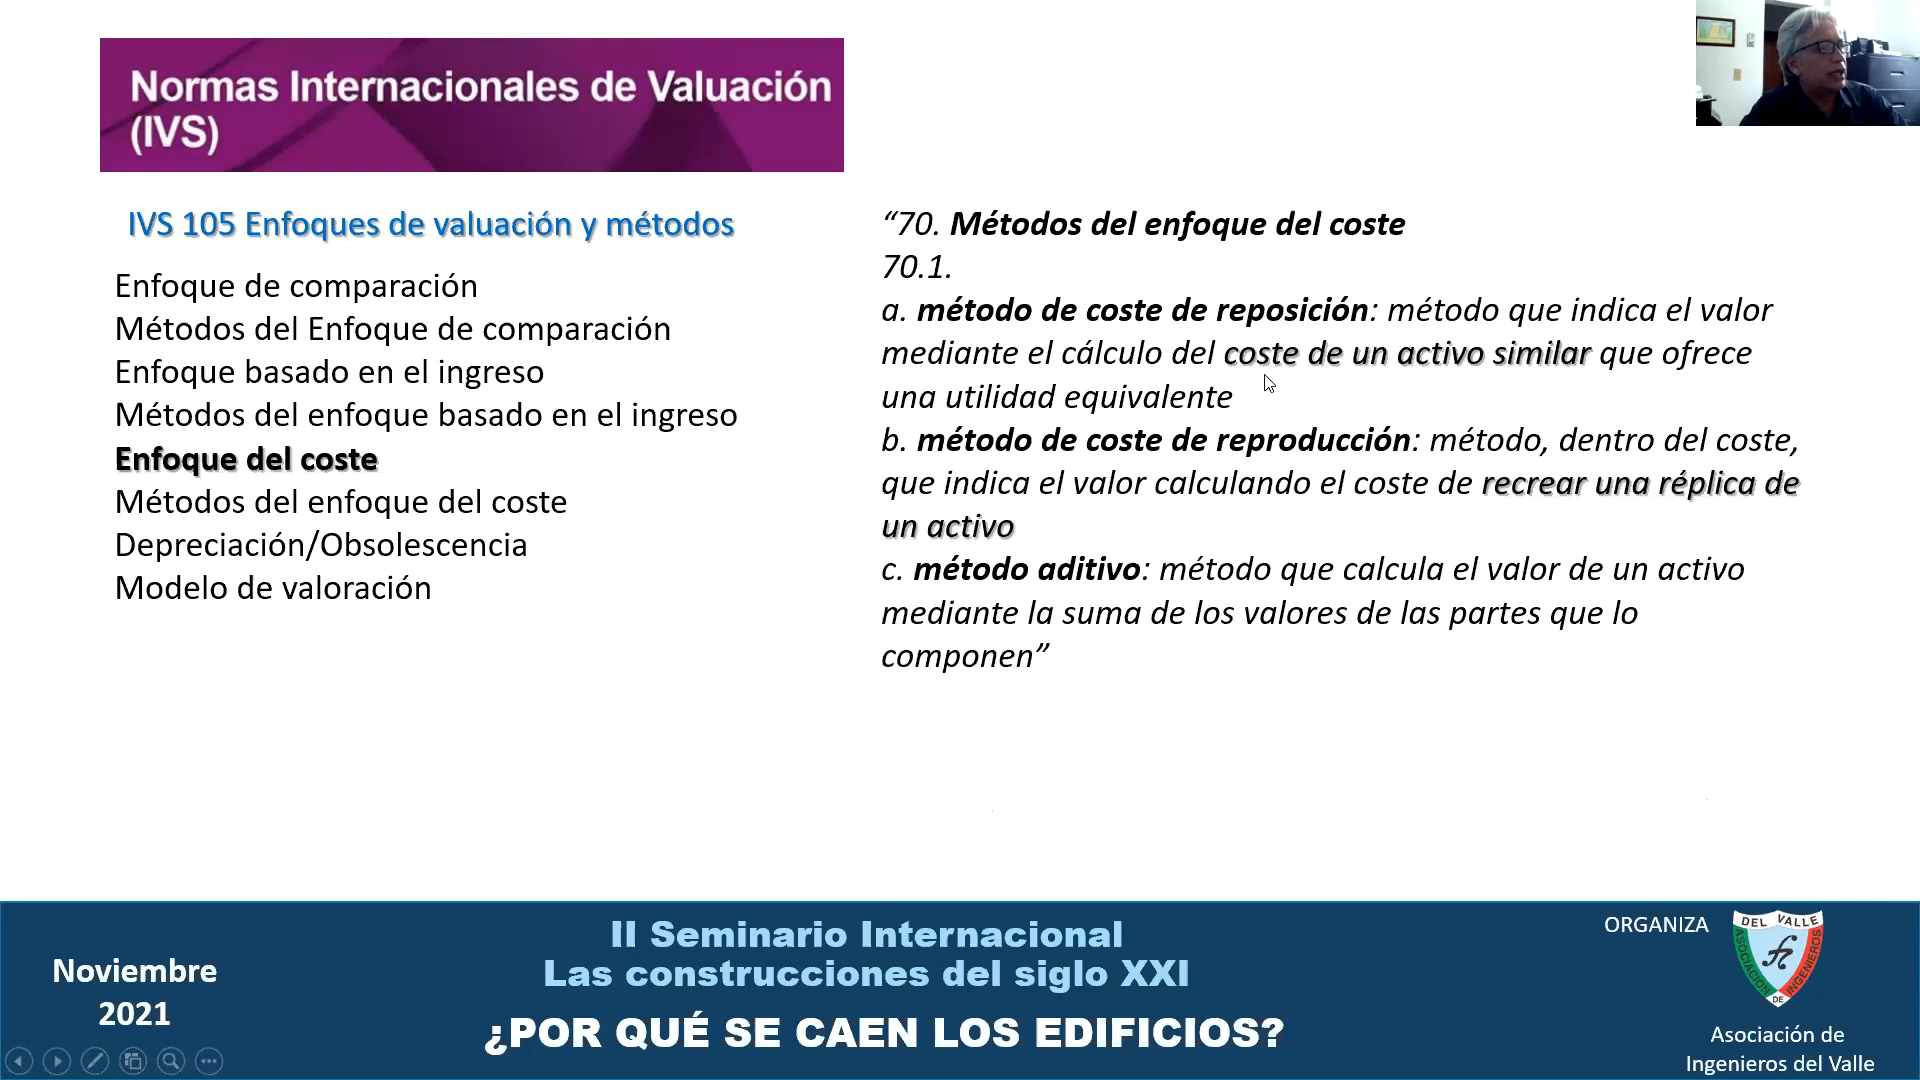 Normas Internacionales de Valuación
(IVS)
IVS 105 Enfoques de valuación y métodos
Enfoque de comparación
Métodos del Enfoque de comparación
Enfoque basado en el ingreso
Métodos del enfoque basado en el ingreso
Enfoque del coste
Métodos del enfoque del coste
Depreciación/Obsolescencia
Modelo de valoración
“70. Métodos del enfoque del coste
70.1.
a. método de coste de reposición: método que indica el valor
mediante el cálculo del coste de un activo similar que ofrece
una utilidad equivalente
b. método de coste de reproducción: método, dentro del coste,
que indica el valor calculando el coste de recrear una réplica de
un activo
c. método aditivo: método que calcula el valor de un activo
mediante la suma de los valores de las partes que lo
componen”
Noviembre
2021
II Seminario Internacional
Las construcciones del siglo XXI
¿POR QUÉ SE CAEN LOS EDIFICIOS?
ORGANIZA
DEL VALLE
ASOCIACIÓN DE INGENIEROS
Asociación de
Ingenieros del Valle